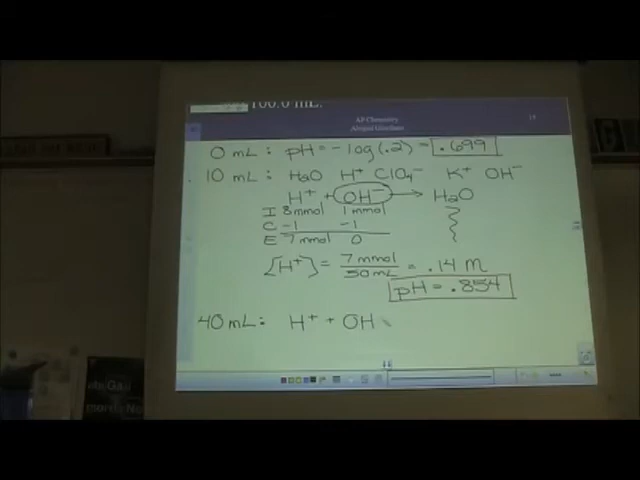 100.0 mL.
AP Chemistry
15
0 mL: pH = -log(.2) = .699
10 mL: H2O H+ ClO4- K+ OH-
H+ + OH- → H2O
I 8 mmol 1 mmol
C -1 -1
E 7 mmol 0
[H+] = 7 mmol / 50 mL = .14 M
pH = .854
40 mL: H+ + OH